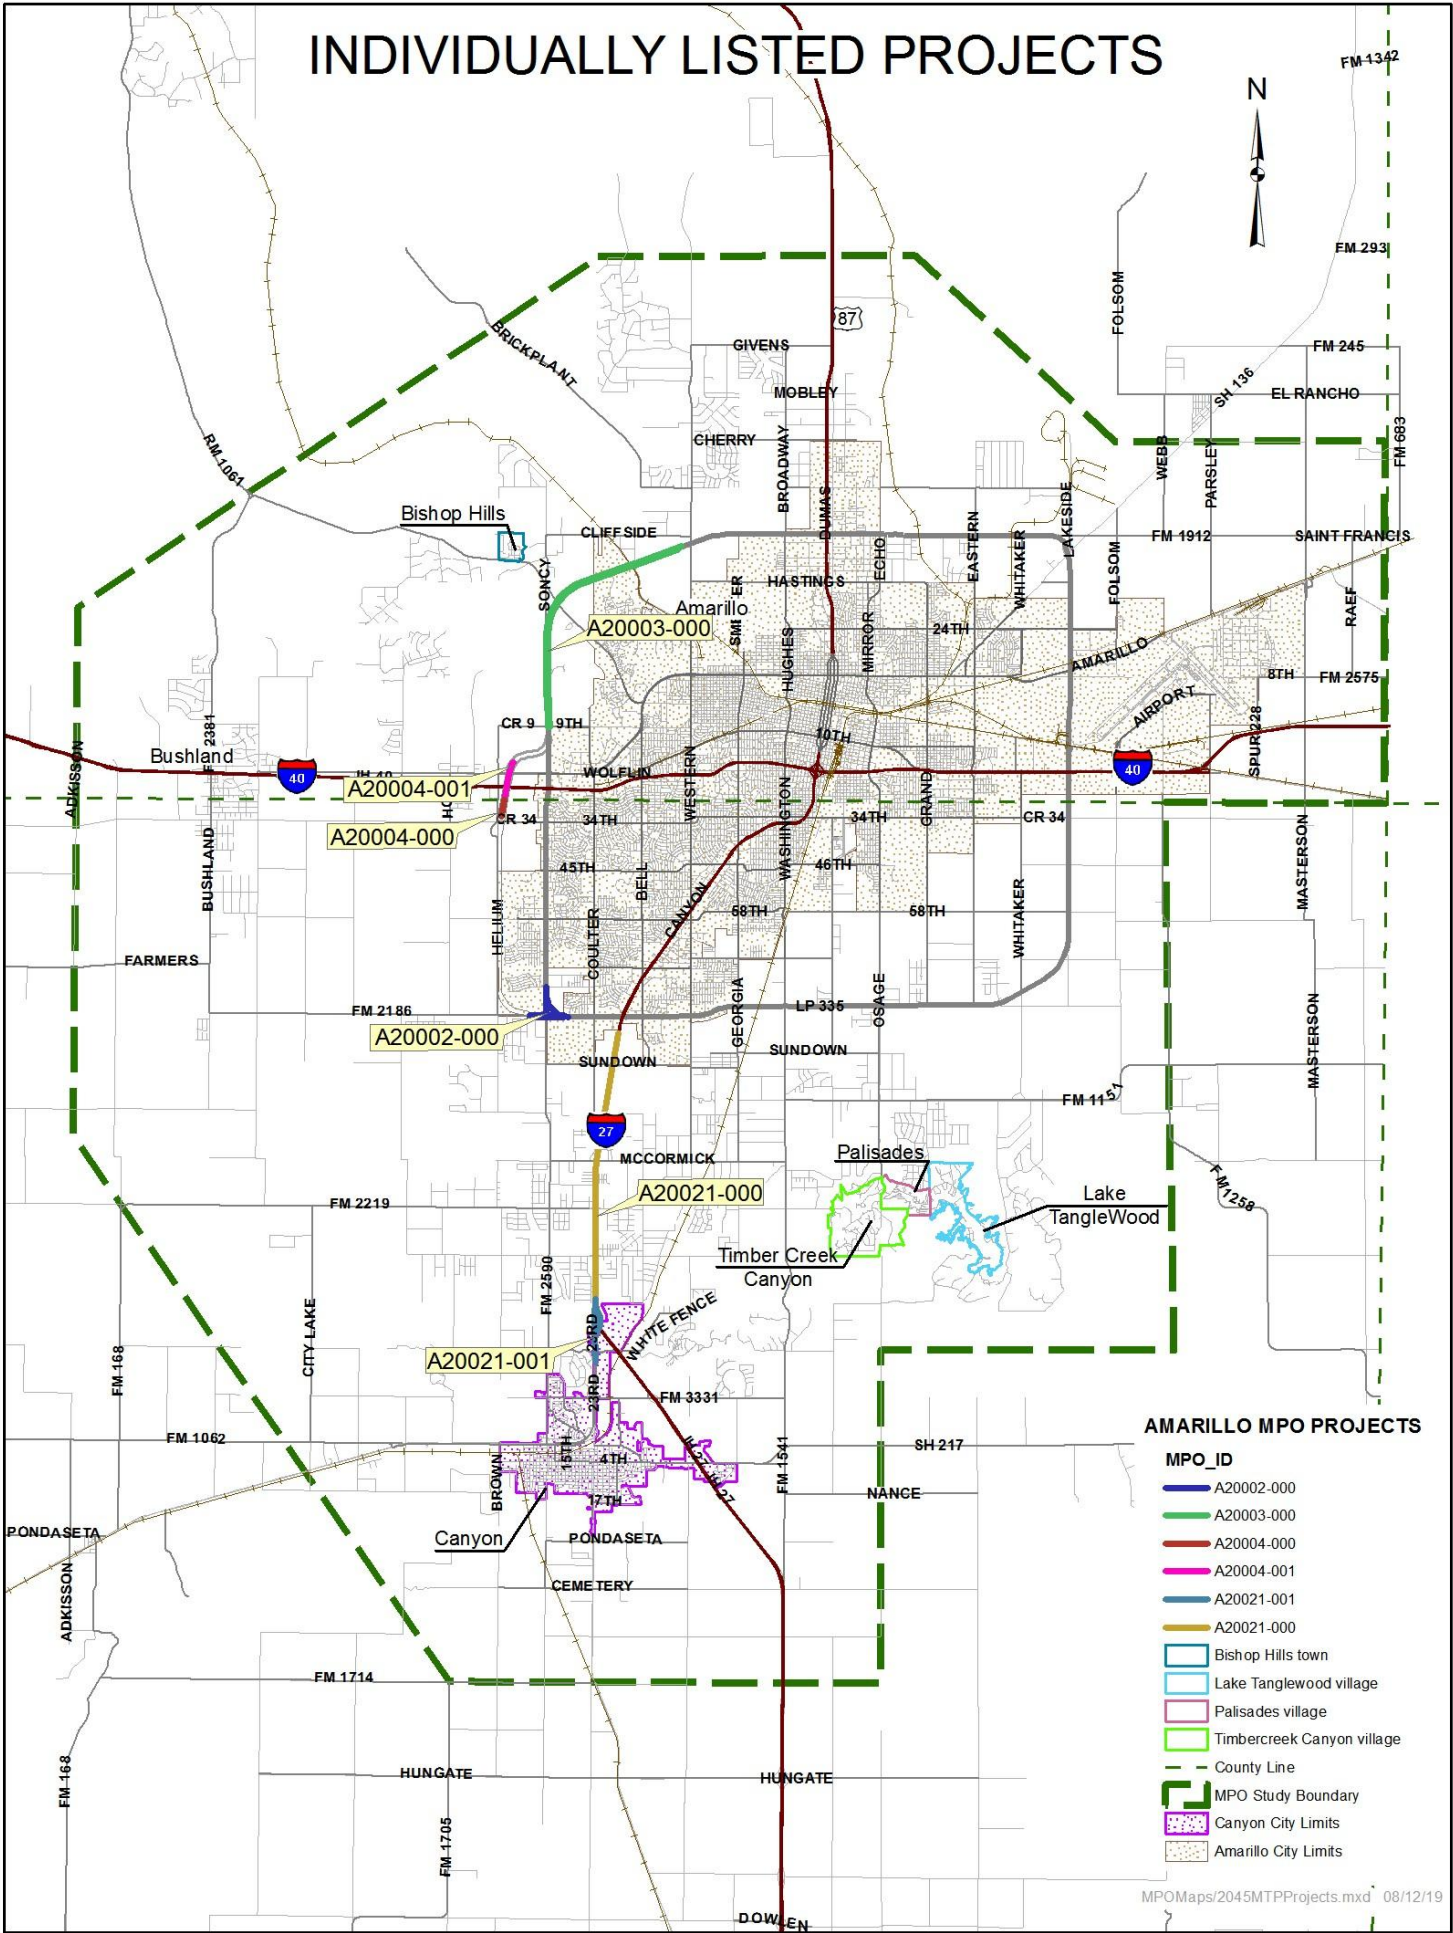 INDIVIDUALLY LISTED PROJECTS
FM 1342
N
FM 293
FOLSOM
87
BRICKPLANT
GIVENS
FM 245
MOBLEY
SH 136
EL RANCHO
CHERRY
BROADWAY
RM 1061
WEBB
PARSLEY
FM 683
DUMAS
LAKESIDE
Bishop Hills
CLIFFSIDE
ECHO
EASTERN
WHITAKER
FOLSOM
FM 1912
SAINT FRANCIS
SONCY
HASTINGS
Amarillo
RAEF
A20003-000
HUGHES
MIRROR
24TH
AMARILLO
8TH
FM 2575
AIRPORT
CR 9
9TH
10TH
SPUR 228
2381
Bushland
ADKISSON
40
WOLFLIN
WESTERN
40
A20004-001
GRAND
CR 34
34TH
WASHINGTON
34TH
CR 34
A20004-000
BUSHLAND
45TH
BELL
46TH
MASTERSON
HELIUM
COULTER
CANYON
58TH
58TH
WHITAKER
FARMERS
FM 2186
GEORGIA
LP 335
OSAGE
A20002-000
SUNDOWN
SUNDOWN
MASTERSON
FM 1151
27
MCCORMICK
Palisades
A20021-000
FM 2219
Lake
TangleWood
FM 1258
Timber Creek
Canyon
FM 2590
CITY LAKE
23RD
WHITE FENCE
A20021-001
FM 168
23RD
FM 3331
AMARILLO MPO PROJECTS
FM 1062
15TH
4TH
IH 27
IH 27
FM 1541
SH 217
MPO_ID
A20002-000
BROWN
17TH
NANCE
A20003-000
PONDASETA
Canyon
PONDASETA
A20004-000
A20004-001
ADKISSON
CEMETERY
A20021-001
A20021-000
Bishop Hills town
FM 1714
Lake Tanglewood village
Palisades village
Timbercreek Canyon village
FM 168
HUNGATE
HUNGATE
County Line
MPO Study Boundary
Canyon City Limits
FM 1705
Amarillo City Limits
MPOMaps/2045MTPProjects.mxd 08/12/19
DOWLEN